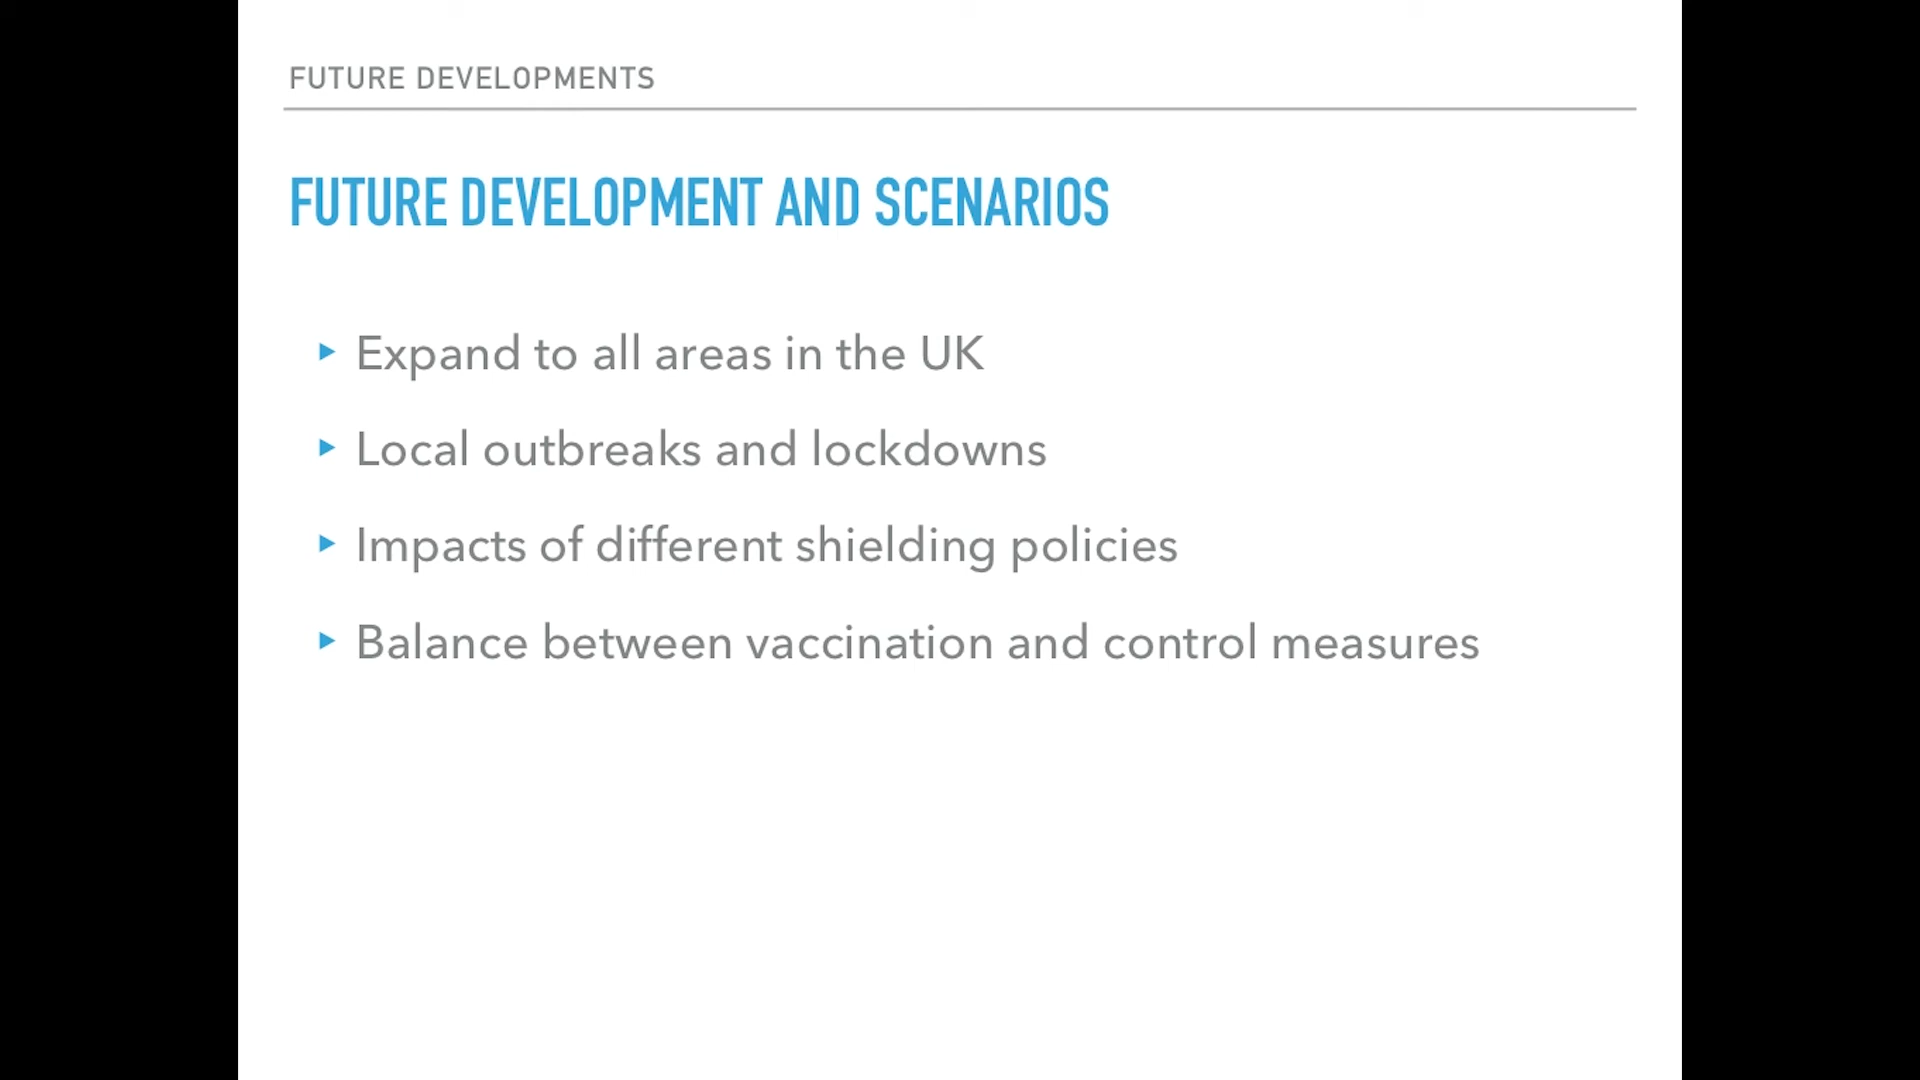 FUTURE DEVELOPMENTS
FUTURE DEVELOPMENT AND SCENARIOS
‣ Expand to all areas in the UK
‣ Local outbreaks and lockdowns
‣ Impacts of different shielding policies
‣ Balance between vaccination and control measures